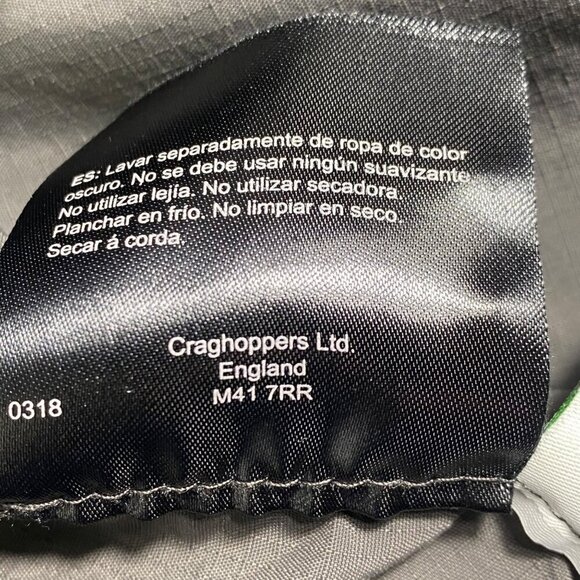 ES: Lavar separadamente de ropa de color
oscuro. No se debe usar ningún suavizante
No utilizar lejía. No utilizar secadora
Planchar en frío. No limpiar en seco.
Secar á corda.
Craghoppers Ltd.
England
M41 7RR
0318